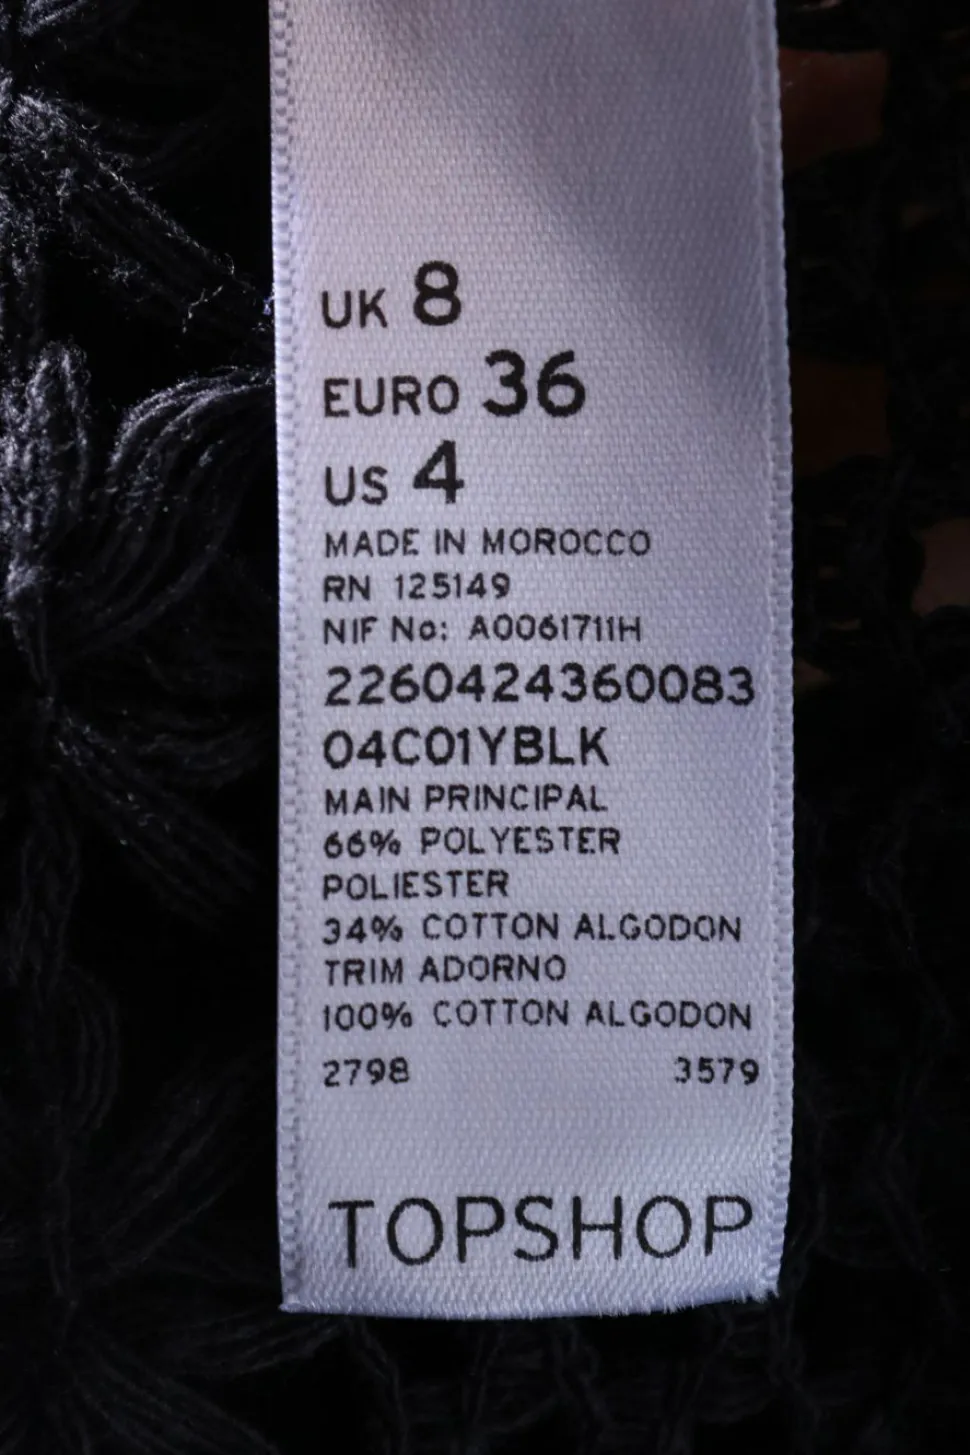 UK 8
EURO 36
US 4
MADE IN MOROCCO
RN 125149
NIF No: A0061711H
2260424360083
04C01YBLK
MAIN PRINCIPAL
66% POLYESTER
POLIESTER
34% COTTON ALGODON
TRIM ADORNO
100% COTTON ALGODON
2798 3579
TOPSHOP